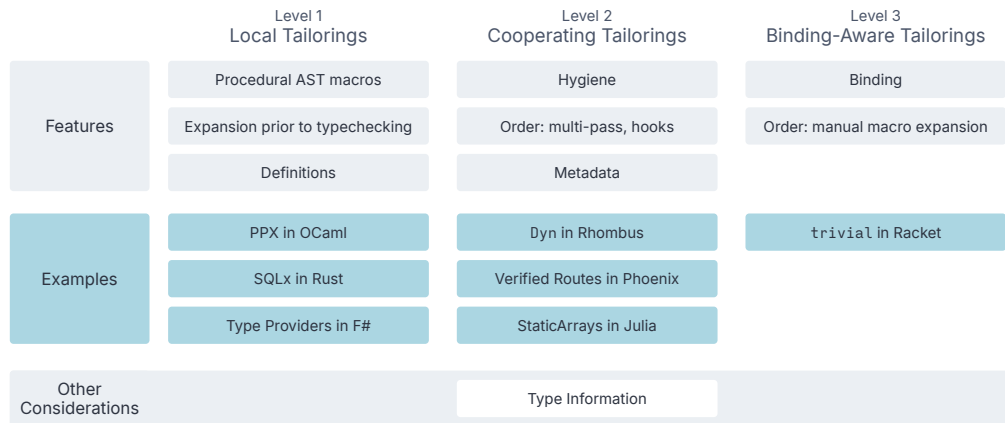 Level 1
Local Tailorings
Level 2
Cooperating Tailorings
Level 3
Binding-Aware Tailorings
Features
Procedural AST macros
Hygiene
Binding
Expansion prior to typechecking
Order: multi-pass, hooks
Order: manual macro expansion
Definitions
Metadata
Examples
PPX in OCaml
Dyn in Rhombus
trivial in Racket
SQLx in Rust
Verified Routes in Phoenix
Type Providers in F#
StaticArrays in Julia
Other
Considerations
Type Information